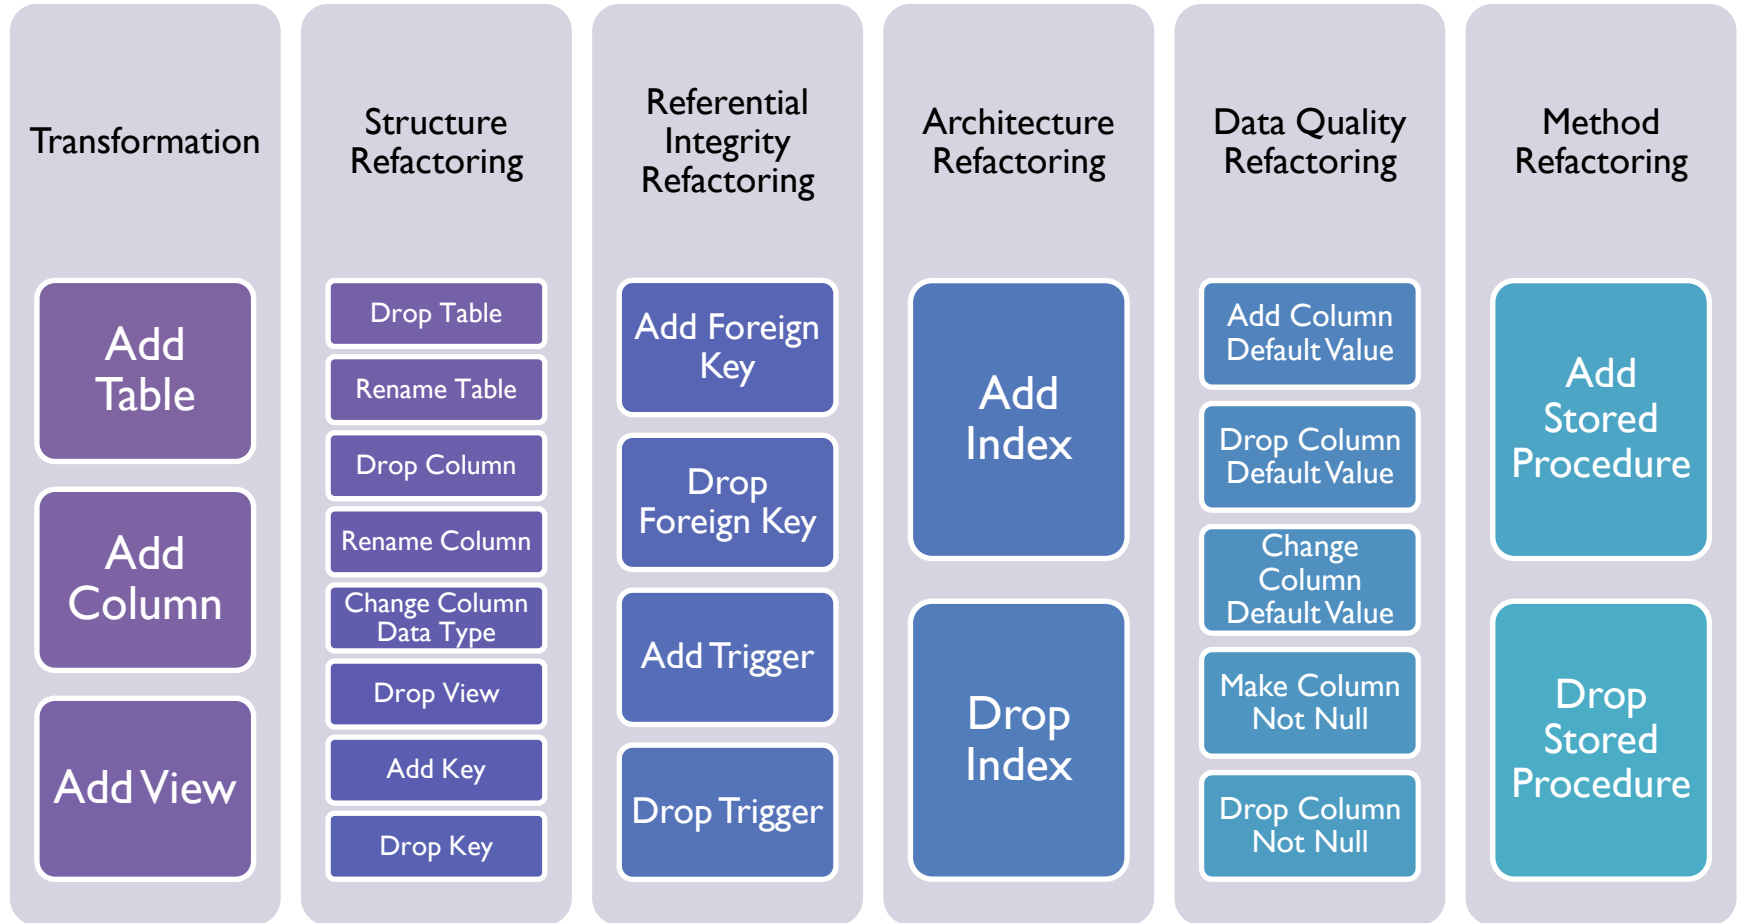 Transformation
Add
Table
Add
Column
Add View
Structure
Refactoring
Drop Table
Rename Table
Drop Column
Rename Column
Change Column
Data Type
Drop View
Add Key
Drop Key
Referential
Integrity
Refactoring
Add Foreign
Key
Drop
Foreign Key
Add Trigger
Drop Trigger
Architecture
Refactoring
Add
Index
Drop
Index
Data Quality
Refactoring
Add Column
Default Value
Drop Column
Default Value
Change
Column
Default Value
Make Column
Not Null
Drop Column
Not Null
Method
Refactoring
Add
Stored
Procedure
Drop
Stored
Procedure